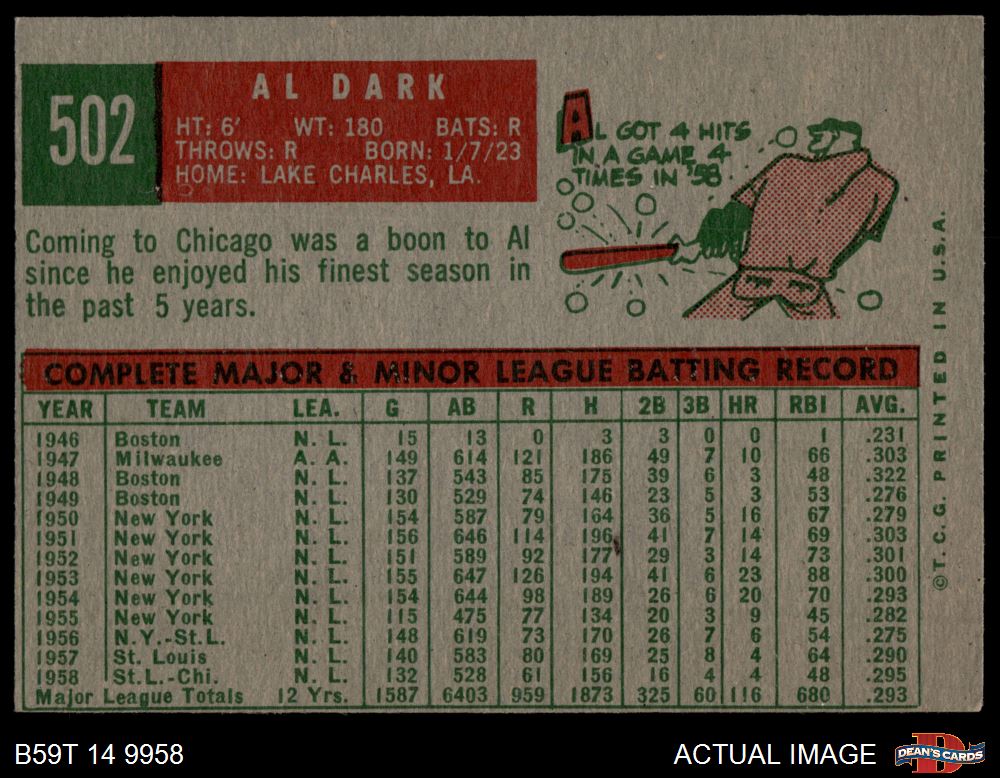 502
AL DARK
HT: 6' WT: 180 BATS: R
THROWS: R BORN: 1/7/23
HOME: LAKE CHARLES, LA.
AL GOT 4 HITS
IN A GAME 4
TIMES IN '58.
Coming to Chicago was a boon to Al
since he enjoyed his finest season in
the past 5 years.
COMPLETE MAJOR & MINOR LEAGUE BATTING RECORD
YEAR TEAM LEA. G AB R H 2B 3B HR RBI AVG.
1946 Boston N. L. 15 13 0 3 3 0 0 1 .231
1947 Milwaukee A. A. 149 614 121 186 49 7 10 66 .303
1948 Boston N. L. 137 543 85 175 39 6 3 48 .322
1949 Boston N. L. 130 529 74 146 23 5 3 53 .276
1950 New York N. L. 154 587 79 164 36 5 16 67 .279
1951 New York N. L. 156 646 114 196 41 7 14 69 .303
1952 New York N. L. 151 589 92 177 29 3 14 73 .301
1953 New York N. L. 155 647 126 194 41 6 23 88 .300
1954 New York N. L. 154 644 98 189 26 6 20 70 .293
1955 New York N. L. 115 475 77 134 20 3 9 45 .282
1956 N.Y.-St.L. N. L. 148 619 73 170 26 7 6 54 .275
1957 St. Louis N. L. 140 583 80 169 25 8 4 64 .290
1958 St.L.-Chi. N. L. 132 528 61 156 16 4 4 48 .295
Major League Totals 12 Yrs. 1587 6403 959 1873 325 60 116 680 .293
©T.C.G. PRINTED IN U.S.A.
B59T 14 9958
ACTUAL IMAGE
DEAN'S CARDS